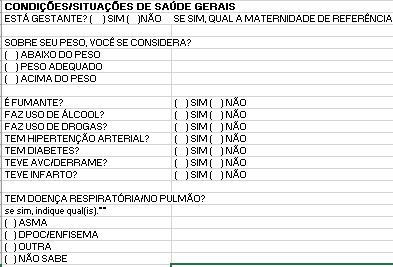 CONDIÇÕES/SITUAÇÕES DE SAÚDE GERAIS
ESTÁ GESTANTE? ( ) SIM ( )NÃO SE SIM, QUAL A MATERNIDADE DE REFERÊNCIA
SOBRE SEU PESO, VOCÊ SE CONSIDERA?
( ) ABAIXO DO PESO
( ) PESO ADEQUADO
( ) ACIMA DO PESO
É FUMANTE? ( ) SIM ( ) NÃO
FAZ USO DE ÁLCOOL? ( ) SIM ( ) NÃO
FAZ USO DE DROGAS? ( ) SIM ( ) NÃO
TEM HIPERTENÇÃO ARTERIAL? ( ) SIM ( ) NÃO
TEM DIABETES? ( ) SIM ( ) NÃO
TEVE AVC/DERRAME? ( ) SIM ( ) NÃO
TEVE INFARTO? ( ) SIM ( ) NÃO
TEM DOENÇA RESPIRATÓRIA/NO PULMÃO?
se sim, indique qual(is).**
( ) ASMA
( ) DPOC/ENFISEMA
( ) OUTRA
( ) NÃO SABE